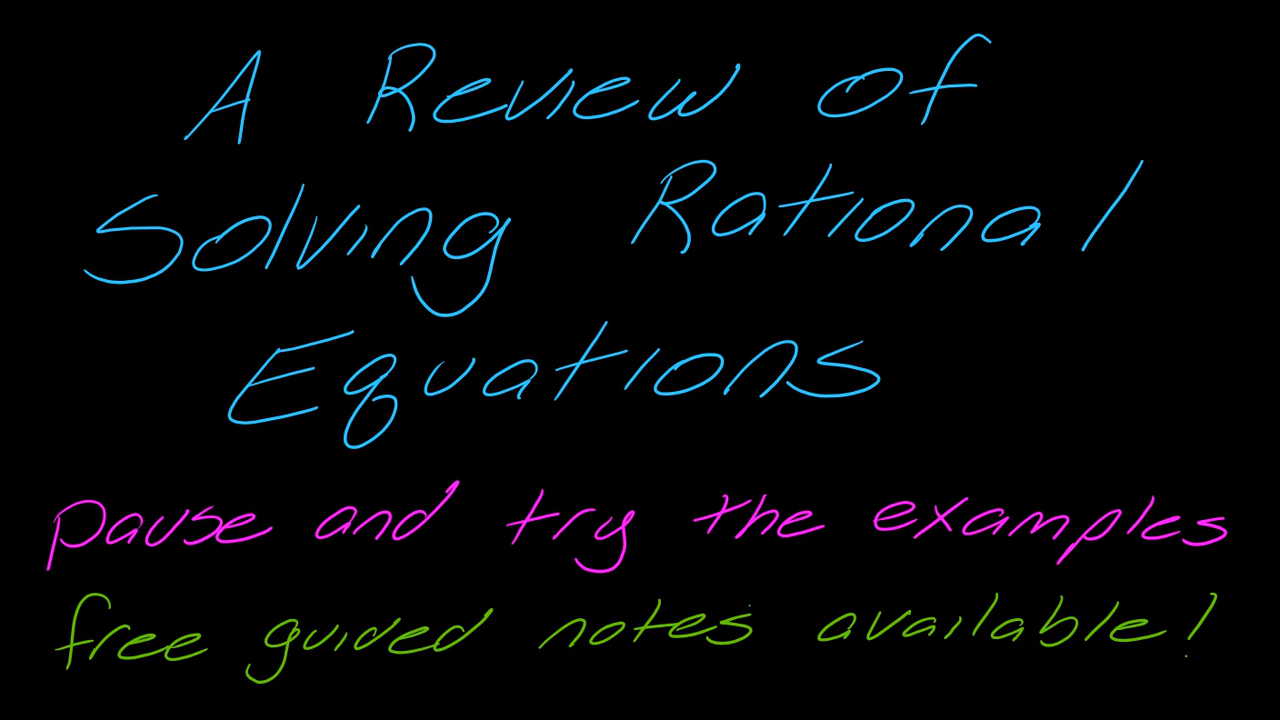 A Review of
Solving Rational
Equations
pause and try the examples
free guided notes available!